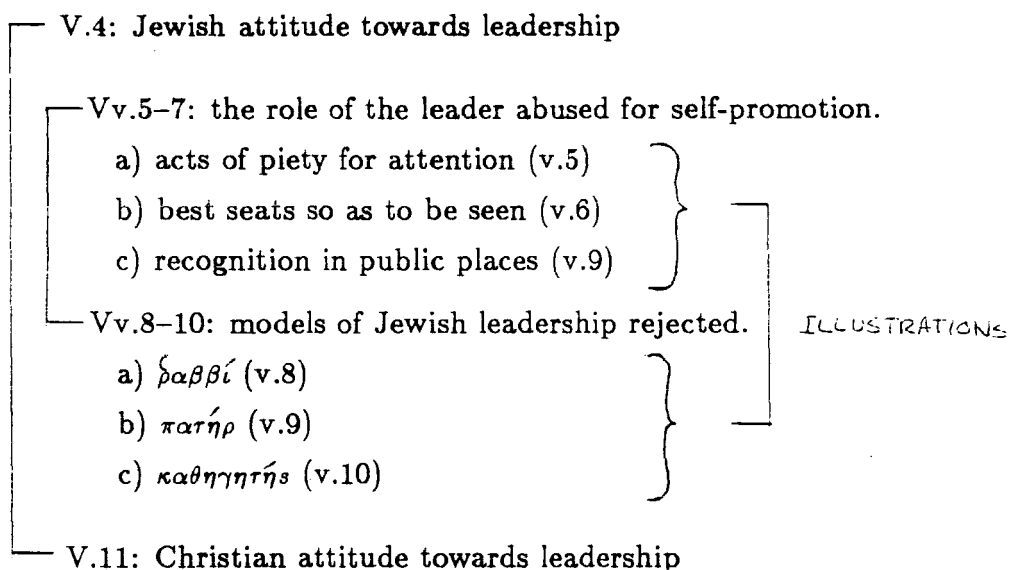 V.4: Jewish attitude towards leadership
Vv.5–7: the role of the leader abused for self-promotion.
a) acts of piety for attention (v.5)
b) best seats so as to be seen (v.6)
c) recognition in public places (v.9)
Vv.8–10: models of Jewish leadership rejected.
ILLUSTRATIONS
a) ῥαββί (v.8)
b) πατήρ (v.9)
c) καθηγητής (v.10)
V.11: Christian attitude towards leadership